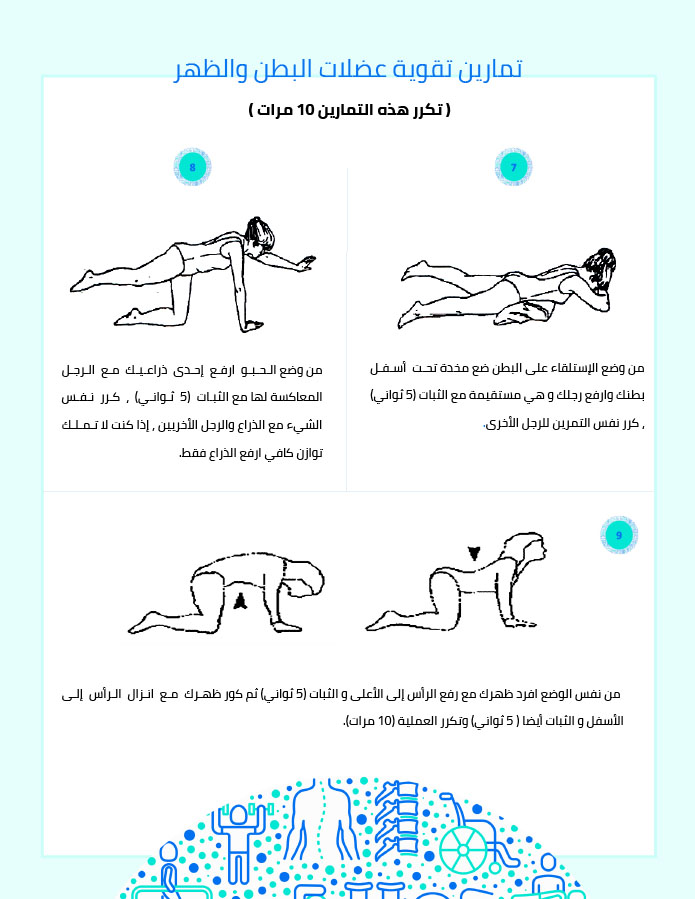 تمارين تقوية عضلات البطن والظهر
( تكرر هذه التمارين 10 مرات )
7
من وضع الإستلقاء على البطن ضع مخدة تحت أسفل
بطنك وارفع رجلك و هي مستقيمة مع الثبات (5 ثواني)
, كرر نفس التمرين للرجل الأخرى.
8
من وضع الحبو ارفع إحدى ذراعيك مع الرجل
المعاكسة لها مع الثبات (5 ثواني) , كرر نفس
الشيء مع الذراع والرجل الأخريين , إذا كنت لا تملك
توازن كافي ارفع الذراع فقط.
9
من نفس الوضع افرد ظهرك مع رفع الرأس إلى الأعلى و الثبات (5 ثواني) ثم كور ظهرك مع انزال الرأس إلى
الأسفل و الثبات أيضا ( 5 ثواني) وتكرر العملية (10 مرات).